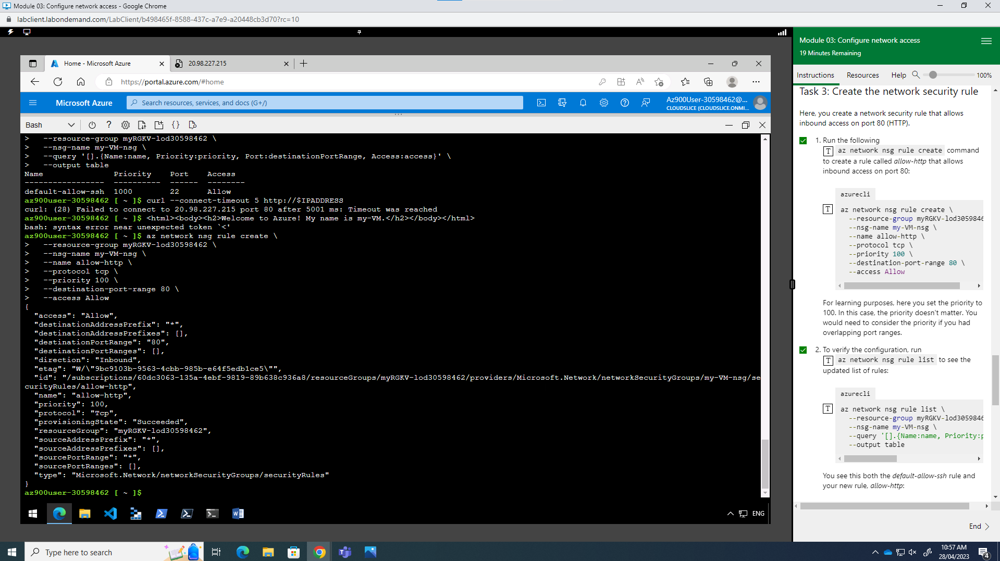 Module 03: Configure network access - Google Chrome
labclient.labondemand.com/LabClient/b498465f-8588-437c-a7e9-a20448cb3d70?rc=10
Home - Microsoft Azure
20.98.227.215
https://portal.azure.com/#home
Microsoft Azure
Search resources, services, and docs (G+/)
Az900User-30598462@...
CLOUDSLICE (CLOUDSLICE.ONMI...
Bash
>   --resource-group myRGKV-lod30598462 \
>   --nsg-name my-VM-nsg \
>   --query '[].{Name:name, Priority:priority, Port:destinationPortRange, Access:access}' \
>   --output table
Name               Priority    Port    Access
-----------------  ----------  ------  --------
default-allow-ssh  1000        22      Allow
az900user-30598462 [ ~ ]$ curl --connect-timeout 5 http://$IPADDRESS
curl: (28) Failed to connect to 20.98.227.215 port 80 after 5001 ms: Timeout was reached
az900user-30598462 [ ~ ]$ <html><body><h2>Welcome to Azure! My name is my-VM.</h2></body></html>
bash: syntax error near unexpected token `<'
az900user-30598462 [ ~ ]$ az network nsg rule create \
>   --resource-group myRGKV-lod30598462 \
>   --nsg-name my-VM-nsg \
>   --name allow-http \
>   --protocol tcp \
>   --priority 100 \
>   --destination-port-range 80 \
>   --access Allow
{
  "access": "Allow",
  "destinationAddressPrefix": "*",
  "destinationAddressPrefixes": [],
  "destinationPortRange": "80",
  "destinationPortRanges": [],
  "direction": "Inbound",
  "etag": "W/\"9bc9103b-9563-4cbb-985b-e64f5edb1ce5\"",
  "id": "/subscriptions/60dc3063-135a-4ebf-9819-89b638c936a8/resourceGroups/myRGKV-lod30598462/providers/Microsoft.Network/networkSecurityGroups/my-VM-nsg/se
curityRules/allow-http",
  "name": "allow-http",
  "priority": 100,
  "protocol": "Tcp",
  "provisioningState": "Succeeded",
  "resourceGroup": "myRGKV-lod30598462",
  "sourceAddressPrefix": "*",
  "sourceAddressPrefixes": [],
  "sourcePortRange": "*",
  "sourcePortRanges": [],
  "type": "Microsoft.Network/networkSecurityGroups/securityRules"
}
az900user-30598462 [ ~ ]$
ENG
Module 03: Configure network access
19 Minutes Remaining
Instructions Resources Help 100%
Task 3: Create the network security rule
Here, you create a network security rule that allows
inbound access on port 80 (HTTP).
1. Run the following
T az network nsg rule create command
to create a rule called allow-http that allows
inbound access on port 80:
azurecli
T az network nsg rule create \
  --resource-group myRGKV-lod3059846
  --nsg-name my-VM-nsg \
  --name allow-http \
  --protocol tcp \
  --priority 100 \
  --destination-port-range 80 \
  --access Allow
For learning purposes, here you set the priority to
100. In this case, the priority doesn't matter. You
would need to consider the priority if you had
overlapping port ranges.
2. To verify the configuration, run
T az network nsg rule list to see the
updated list of rules:
azurecli
T az network nsg rule list \
  --resource-group myRGKV-lod3059846
  --nsg-name my-VM-nsg \
  --query '[].{Name:name, Priority:p
  --output table
You see this both the default-allow-ssh rule and
your new rule, allow-http:
End
Type here to search
10:57 AM
28/04/2023
4